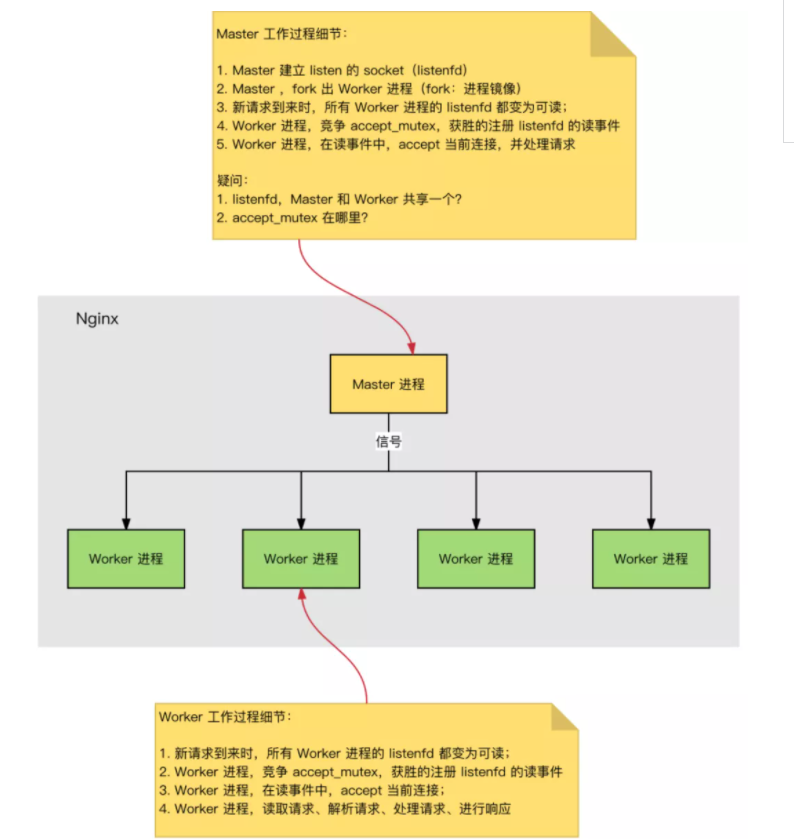 Master 工作过程细节：
1. Master 建立 listen 的 socket（listenfd）
2. Master ，fork 出 Worker 进程（fork：进程镜像）
3. 新请求到来时，所有 Worker 进程的 listenfd 都变为可读；
4. Worker 进程，竞争 accept_mutex，获胜的注册 listenfd 的读事件
5. Worker 进程，在读事件中，accept 当前连接，并处理请求
疑问：
1. listenfd，Master 和 Worker 共享一个？
2. accept_mutex 在哪里？
Nginx
Master 进程
信号
Worker 进程
Worker 进程
Worker 进程
Worker 进程
Worker 工作过程细节：
1. 新请求到来时，所有 Worker 进程的 listenfd 都变为可读；
2. Worker 进程，竞争 accept_mutex，获胜的注册 listenfd 的读事件
3. Worker 进程，在读事件中，accept 当前连接；
4. Worker 进程，读取请求、解析请求、处理请求、进行响应